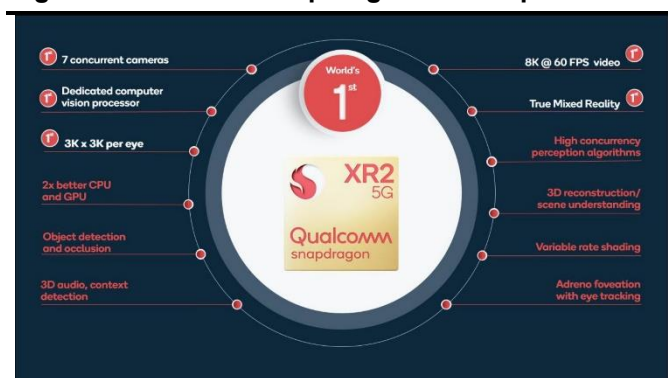 7 concurrent cameras
Dedicated computer
vision processor
3K x 3K per eye
2x better CPU
and GPU
Object detection
and occlusion
3D audio, context
detection
World's
1st
XR2
5G
Qualcomm
snapdragon
8K @ 60 FPS video
True Mixed Reality
High concurrency
perception algorithms
3D reconstruction/
scene understanding
Variable rate shading
Adreno foveation
with eye tracking